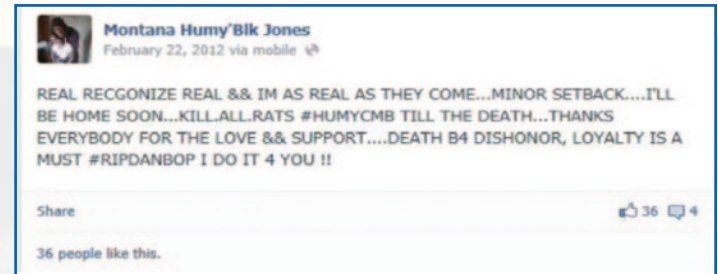 Montana Humy'Blk Jones
February 22, 2012 via mobile
REAL RECGONIZE REAL && IM AS REAL AS THEY COME...MINOR SETBACK....I'LL
BE HOME SOON...KILL.ALL.RATS #HUMYCMB TILL THE DEATH...THANKS
EVERYBODY FOR THE LOVE && SUPPORT....DEATH B4 DISHONOR, LOYALTY IS A
MUST #RIPDANBOP I DO IT 4 YOU !!
Share 36 4
36 people like this.